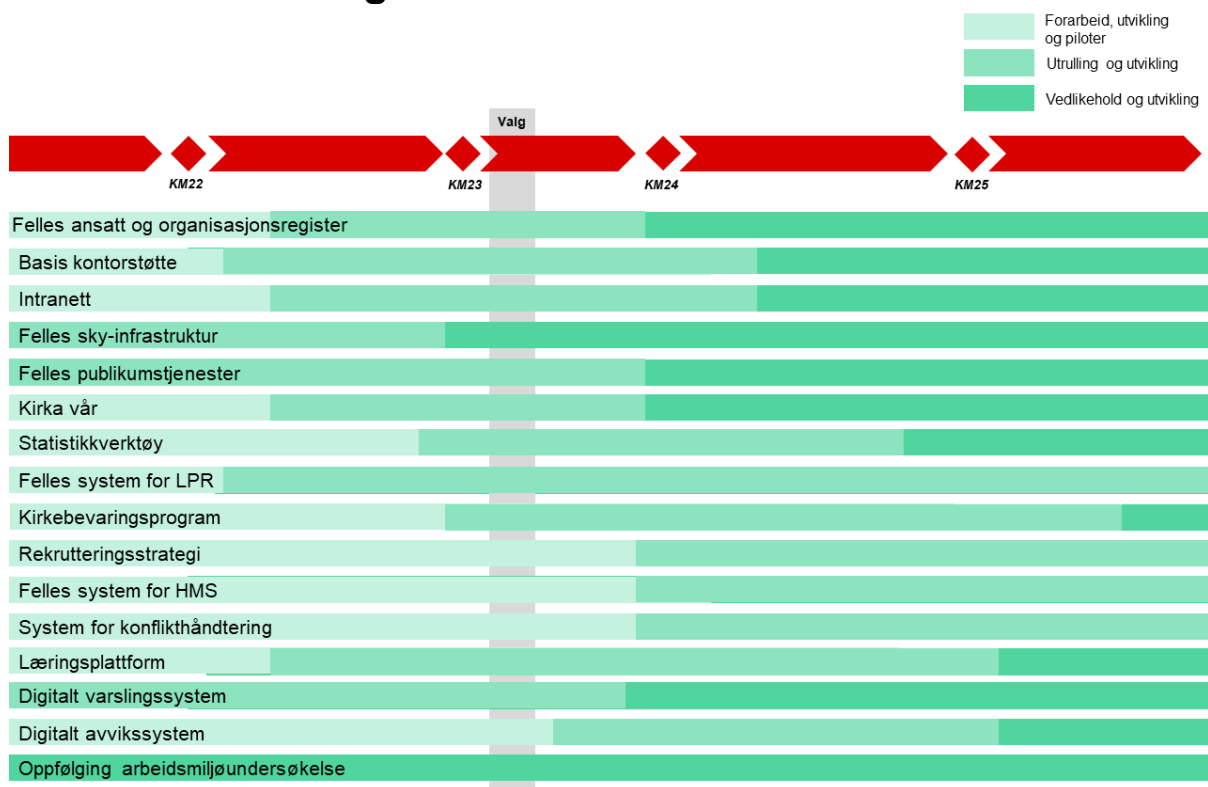 Forarbeid, utvikling
og piloter
Utrulling og utvikling
Vedlikehold og utvikling
Valg
KM22
KM23
KM24
KM25
Felles ansatt og organisasjonsregister
Basis kontorstøtte
Intranett
Felles sky-infrastruktur
Felles publikumstjenester
Kirka vår
Statistikkverktøy
Felles system for LPR
Kirkebevaringsprogram
Rekrutteringsstrategi
Felles system for HMS
System for konflikthåndtering
Læringsplattform
Digitalt varslingssystem
Digitalt avvikssystem
Oppfølging arbeidsmiljøundersøkelse